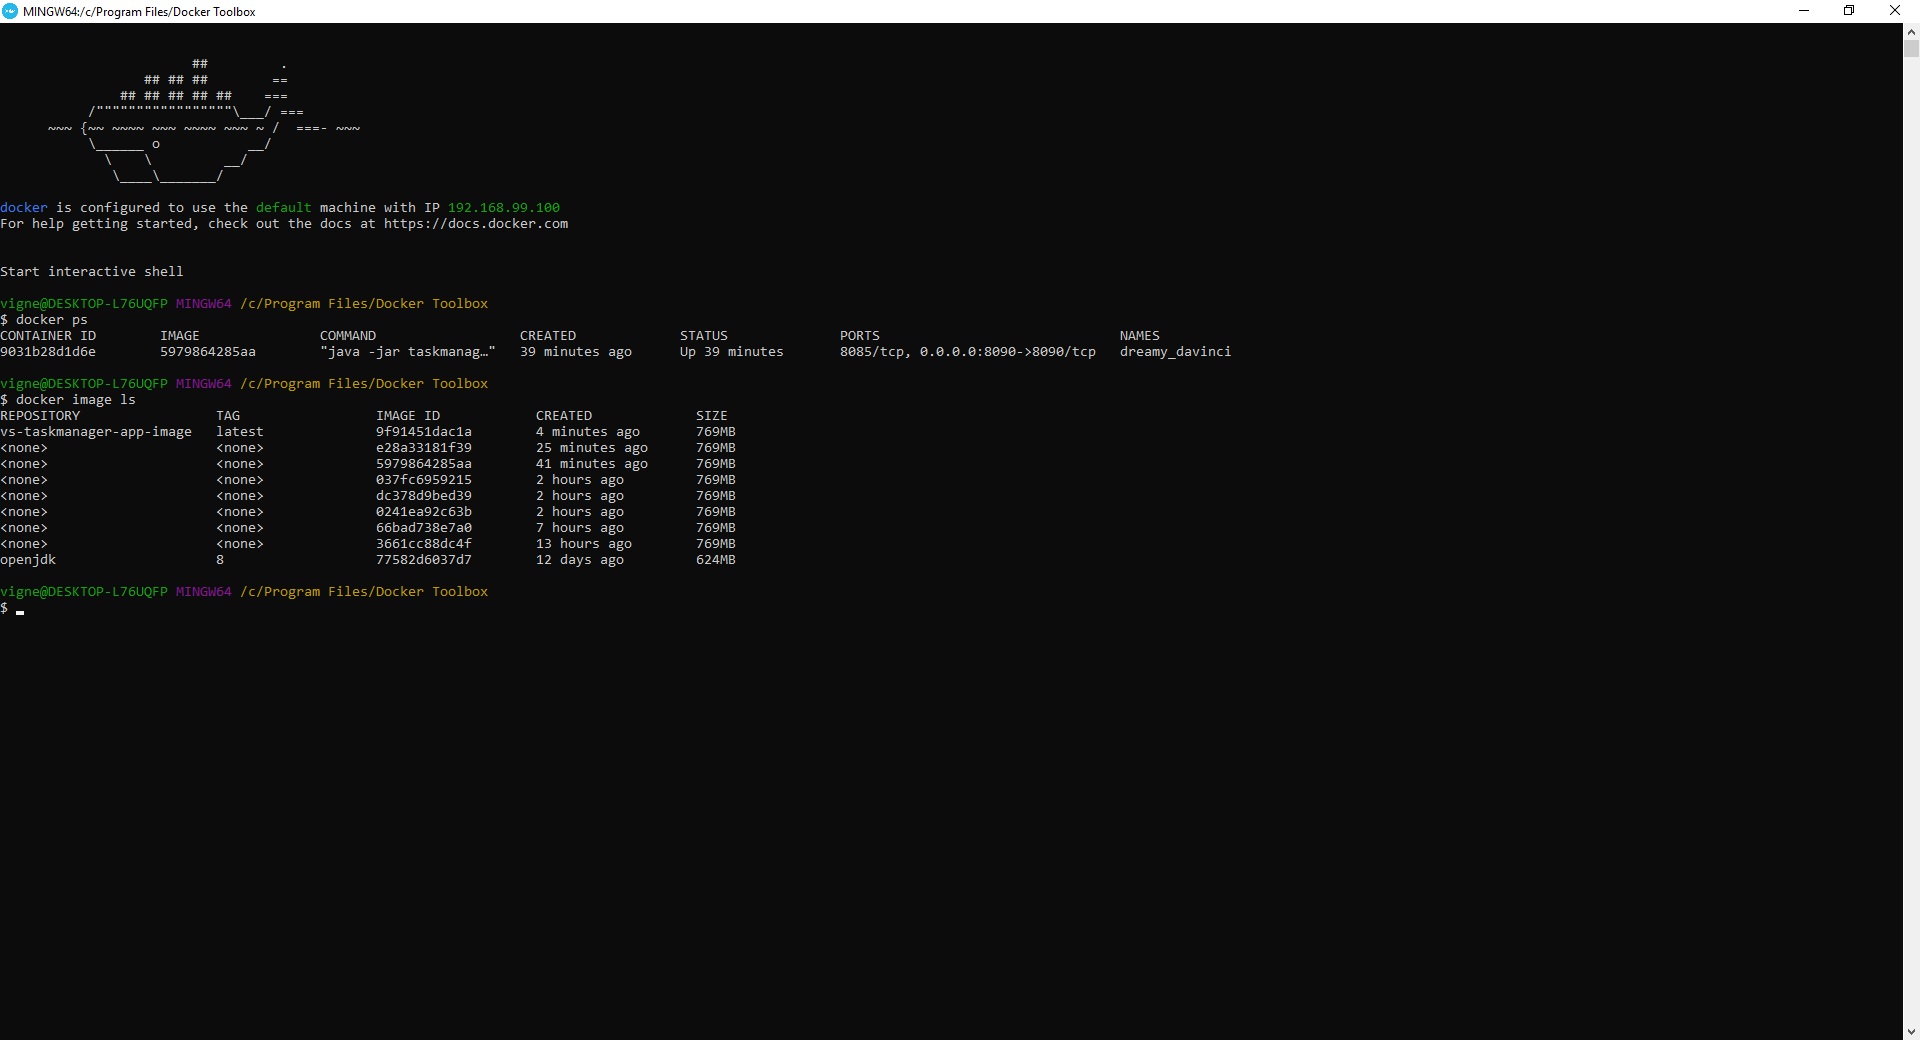 MINGW64:/c/Program Files/Docker Toolbox
                        ##         .
                  ## ## ##        ==
               ## ## ## ## ##    ===
           /"""""""""""""""""\___/ ===
      ~~~ {~~ ~~~~ ~~~ ~~~~ ~~~ ~ /  ===- ~~~
           \______ o           __/
             \    \         __/
              \____\_______/
docker is configured to use the default machine with IP 192.168.99.100
For help getting started, check out the docs at https://docs.docker.com
Start interactive shell
vigne@DESKTOP-L76UQFP MINGW64 /c/Program Files/Docker Toolbox
$ docker ps
CONTAINER ID        IMAGE               COMMAND                  CREATED             STATUS              PORTS                              NAMES
9031b28d1d6e        5979864285aa        "java -jar taskmanag…"   39 minutes ago      Up 39 minutes       8085/tcp, 0.0.0.0:8090->8090/tcp   dreamy_davinci
vigne@DESKTOP-L76UQFP MINGW64 /c/Program Files/Docker Toolbox
$ docker image ls
REPOSITORY                 TAG                 IMAGE ID            CREATED             SIZE
vs-taskmanager-app-image   latest              9f91451dac1a        4 minutes ago       769MB
<none>                     <none>              e28a33181f39        25 minutes ago      769MB
<none>                     <none>              5979864285aa        41 minutes ago      769MB
<none>                     <none>              037fc6959215        2 hours ago         769MB
<none>                     <none>              dc378d9bed39        2 hours ago         769MB
<none>                     <none>              0241ea92c63b        2 hours ago         769MB
<none>                     <none>              66bad738e7a0        7 hours ago         769MB
<none>                     <none>              3661cc88dc4f        13 hours ago        769MB
openjdk                    8                   77582d6037d7        12 days ago         624MB
vigne@DESKTOP-L76UQFP MINGW64 /c/Program Files/Docker Toolbox
$